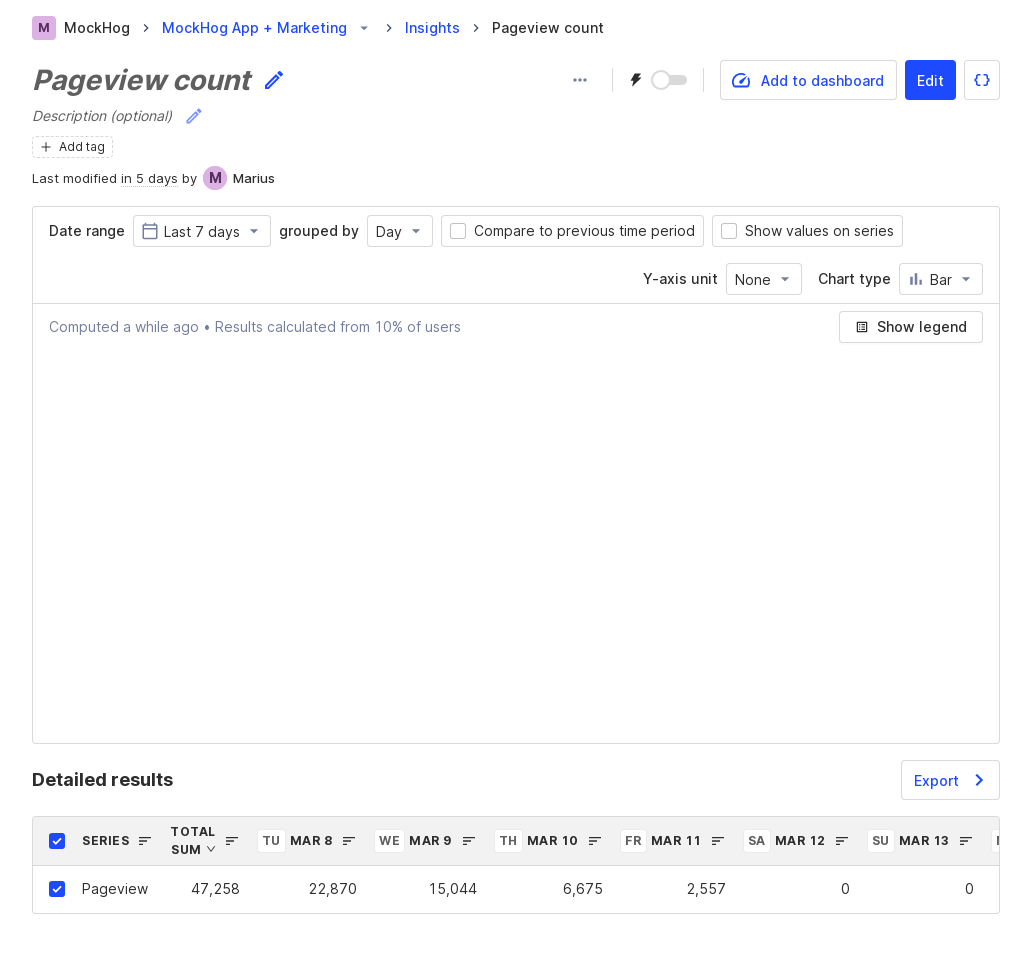 M MockHog > MockHog App + Marketing > Insights > Pageview count
Pageview count
Add to dashboard Edit
Description (optional)
Add tag
Last modified in 5 days by M Marius
Date range Last 7 days grouped by Day Compare to previous time period Show values on series
Y-axis unit None Chart type Bar
Computed a while ago • Results calculated from 10% of users Show legend
Detailed results Export
SERIES TOTAL SUM TU MAR 8 WE MAR 9 TH MAR 10 FR MAR 11 SA MAR 12 SU MAR 13
Pageview 47,258 22,870 15,044 6,675 2,557 0 0